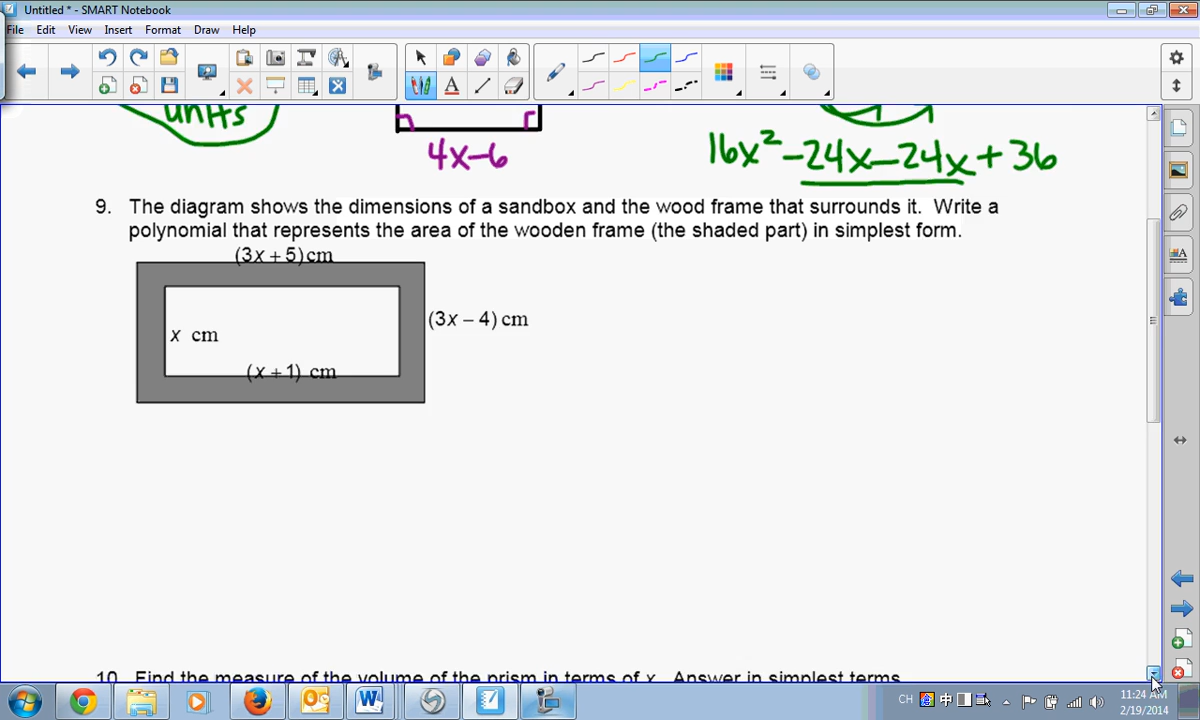 Untitled * - SMART Notebook
File Edit View Insert Format Draw Help
units
4x-6
16x² -24x-24x+36
9. The diagram shows the dimensions of a sandbox and the wood frame that surrounds it. Write a
polynomial that represents the area of the wooden frame (the shaded part) in simplest form.
(3x + 5)cm
(3x – 4) cm
x cm
(x + 1) cm
10. Find the measure of the volume of the prism in terms of x. Answer in simplest terms.
CH 中 11:24 AM
2/19/2014